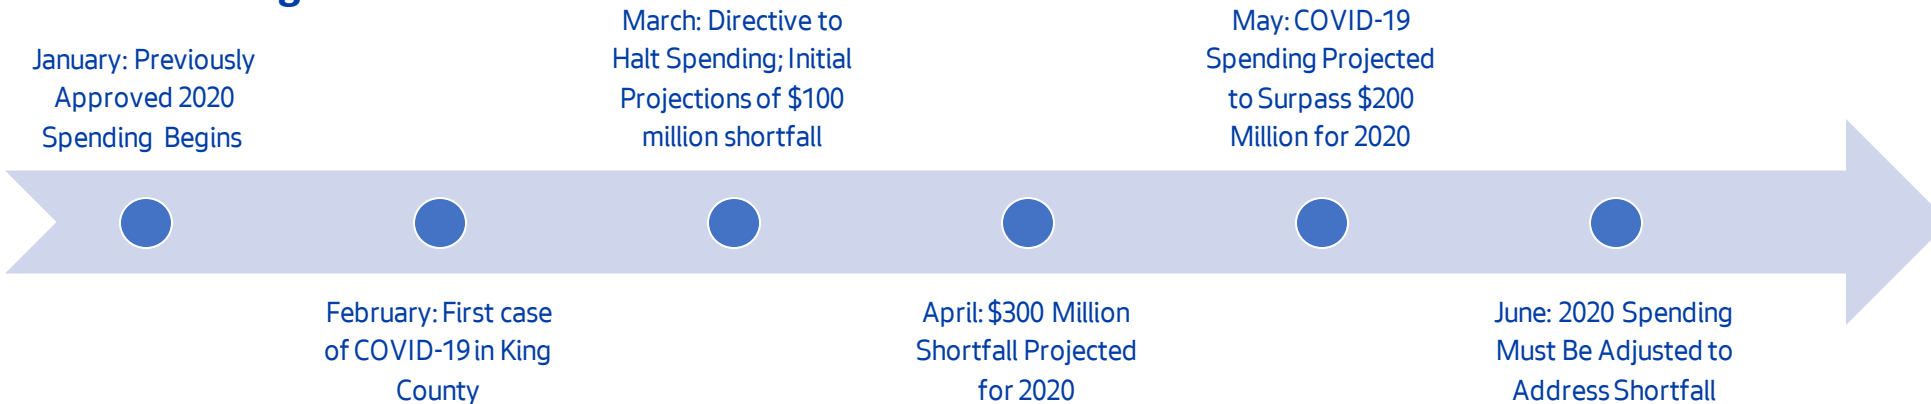 January: Previously
Approved 2020
Spending Begins
February: First case
of COVID-19 in King
County
March: Directive to
Halt Spending; Initial
Projections of $100
million shortfall
April: $300 Million
Shortfall Projected
for 2020
May: COVID-19
Spending Projected
to Surpass $200
Million for 2020
June: 2020 Spending
Must Be Adjusted to
Address Shortfall